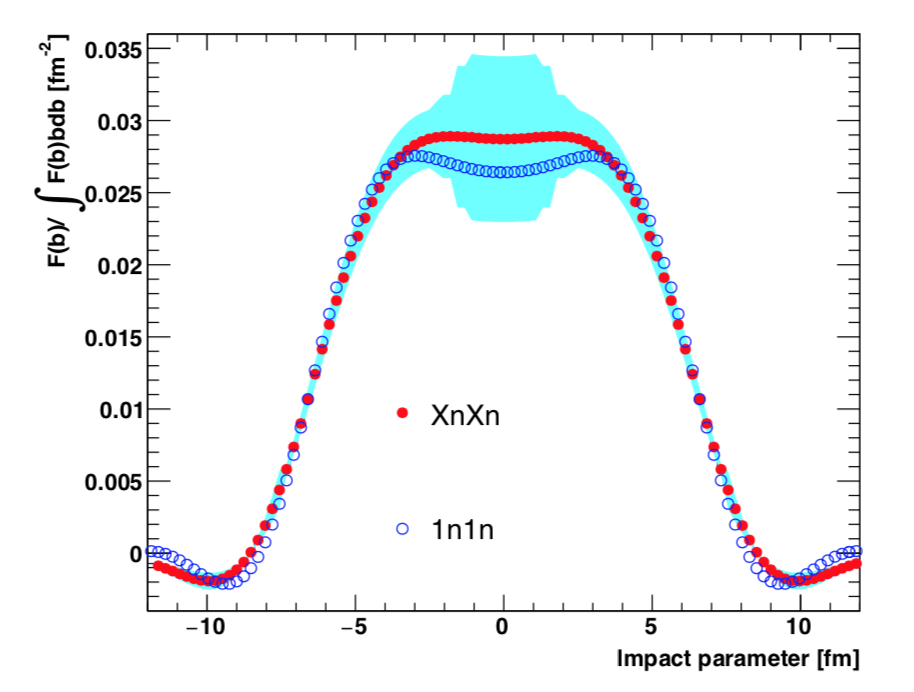 F(b)/ ∫ F(b)bdb [fm⁻²]
0.035
0.03
0.025
0.02
0.015
0.01
0.005
0
XnXn
1n1n
−10 −5 0 5 10
Impact parameter [fm]